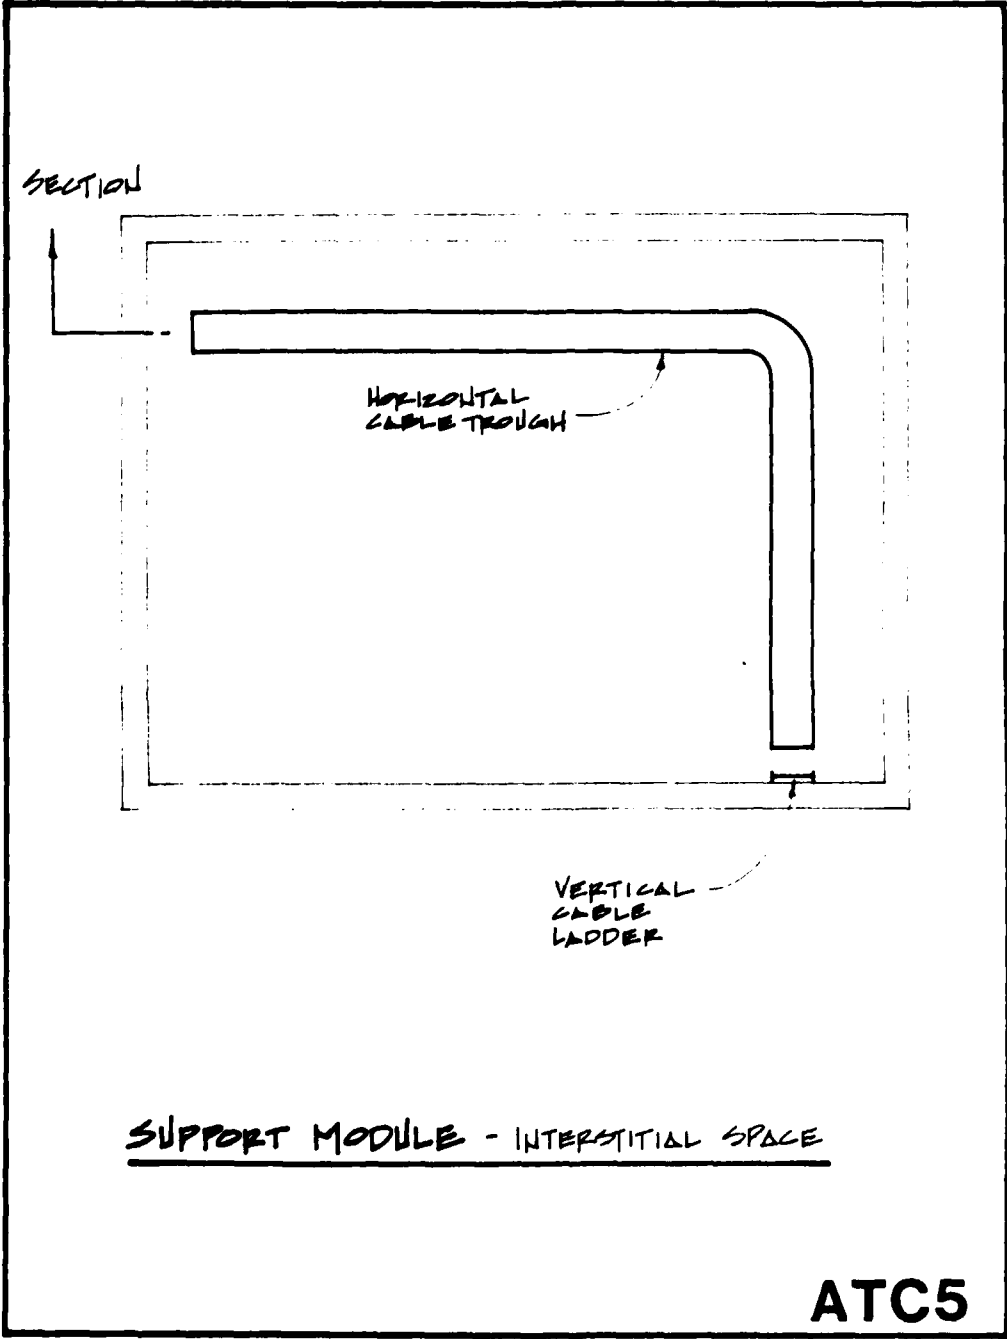 SECTION
HORIZONTAL
CABLE TROUGH
VERTICAL
CABLE
LADDER
SUPPORT MODULE - INTERSTITIAL SPACE
ATC5